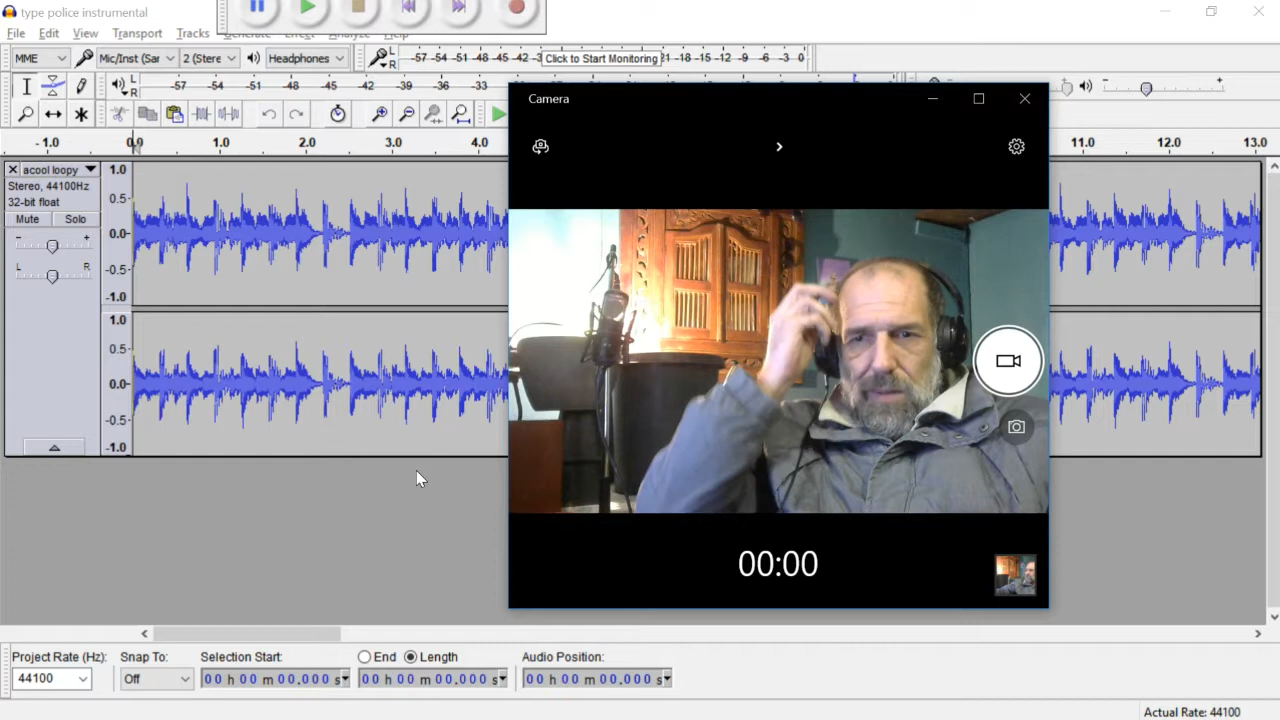 type police instrumental
File Edit View Transport Tracks Generate Effect Analyze Help
MME Mic/Inst (Sar 2 (Stere Headphones L R -57 -54 -51 -48 -45 -42 -3 Click to Start Monitoring 21 -18 -15 -12 -9 -6 -3 0
L R -57 -54 -51 -48 -45 -42 -39 -36 -33
- +
Camera
-1.0 0.0 1.0 2.0 3.0 4.0 11.0 12.0 13.0
acool loopy
Stereo, 44100Hz
32-bit float
Mute Solo
- +
L R
1.0
0.5
0.0
-0.5
-1.0
1.0
0.5
0.0
-0.5
-1.0
00:00
Project Rate (Hz): Snap To: Selection Start: End Length Audio Position:
44100 Off 00 h 00 m 00.000 s 00 h 00 m 00.000 s 00 h 00 m 00.000 s
Actual Rate: 44100